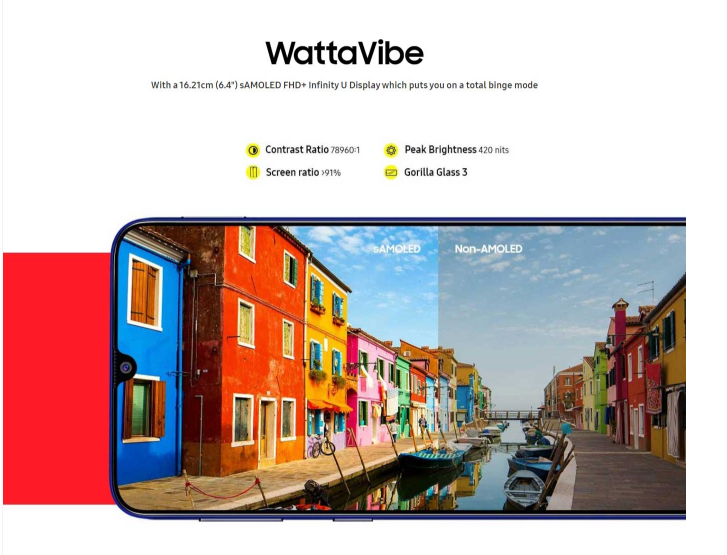 WattaVibe
With a 16.21cm (6.4") sAMOLED FHD+ Infinity U Display which puts you on a total binge mode
Contrast Ratio 78960:1
Peak Brightness 420 nits
Screen ratio >91%
Gorilla Glass 3
sAMOLED
Non-AMOLED